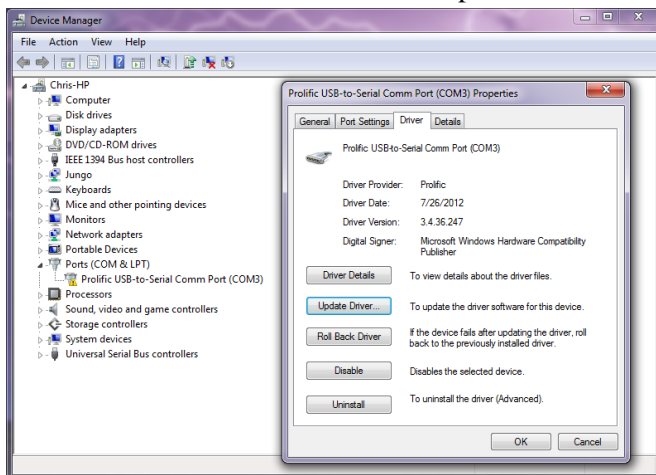 Device Manager
File Action View Help
Chris-HP
Computer
Disk drives
Display adapters
DVD/CD-ROM drives
IEEE 1394 Bus host controllers
Jungo
Keyboards
Mice and other pointing devices
Monitors
Network adapters
Portable Devices
Ports (COM & LPT)
Prolific USB-to-Serial Comm Port (COM3)
Processors
Sound, video and game controllers
Storage controllers
System devices
Universal Serial Bus controllers
Prolific USB-to-Serial Comm Port (COM3) Properties
General Port Settings Driver Details
Prolific USB-to-Serial Comm Port (COM3)
Driver Provider: Prolific
Driver Date: 7/26/2012
Driver Version: 3.4.36.247
Digital Signer: Microsoft Windows Hardware Compatibility
Publisher
Driver Details To view details about the driver files.
Update Driver... To update the driver software for this device.
Roll Back Driver If the device fails after updating the driver, roll
back to the previously installed driver.
Disable Disables the selected device.
Uninstall To uninstall the driver (Advanced).
OK Cancel